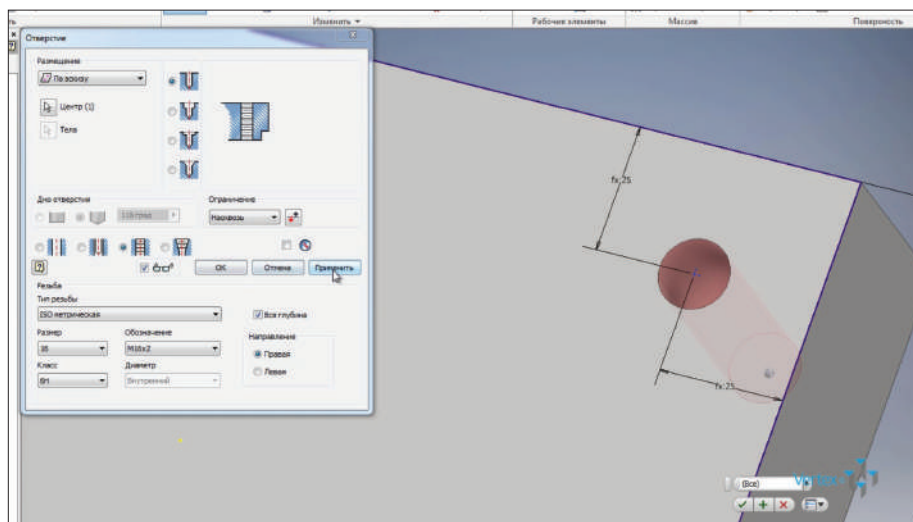 Изменить
Рабочие элементы
Массив
Поверхность
Отверстие
Размещение
По эскизу
Центр (1)
Тела
Дно отверстия
118 град
Ограничение
Насквозь
OK
Отмена
Применить
Резьба
Тип резьбы
ISO метрическая
Вся глубина
Размер
Обозначение
16
M16x2
Направление
Правая
Левая
Класс
Диаметр
6H
Внутренний
fx:25
fx:25
(Все)